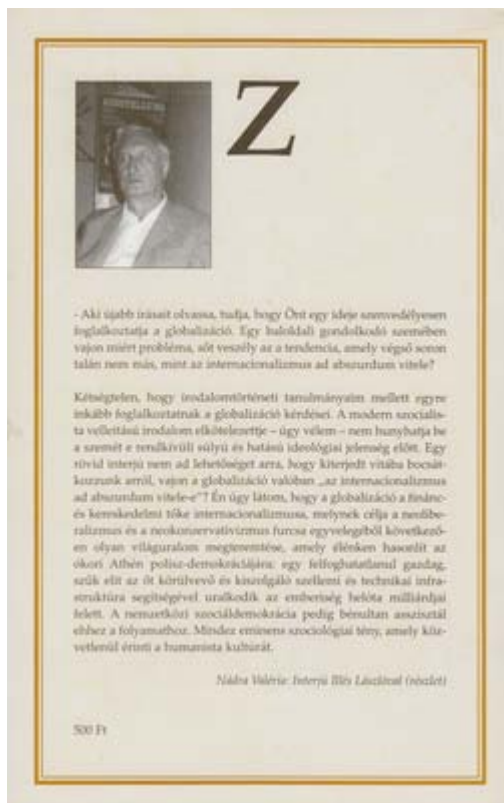 Z
- Aki újabb írásait olvassa, tudja, hogy Önt egy ideje szenvedélyesen
foglalkoztatja a globalizáció. Egy baloldali gondolkodó szemében
vajon miért probléma, sőt veszély az a tendencia, amely végső soron
talán nem más, mint az internacionalizmus ad abszurdum vitele?
Kétségtelen, hogy irodalomtörténeti tanulmányaim mellett egyre
inkább foglalkoztatnak a globalizáció kérdései. A modern szocialis-
ta velleitású irodalom elkötelezettje – úgy vélem – nem hunyhatja be
a szemét e rendkívüli súlyú és hatású ideológiai jelenség előtt. Egy
rövid interjú nem ad lehetőséget arra, hogy kiterjedt vitába bocsát-
kozzunk arról, vajon a globalizáció valóban „az internacionalizmus
ad abszurdum vitele-e"? Én úgy látom, hogy a globalizáció a finánc-
és kereskedelmi tőke internacionalizmusa, melynek célja a neolibe-
ralizmus és a neokonzervativizmus furcsa egyvelegéből következő-
en olyan világuralom megteremtése, amely élénken hasonlít az
ókori Athén polisz-demokráciájára: egy felfoghatatlanul gazdag,
szűk elit az őt körülvevő és kiszolgáló szellemi és technikai infra-
struktúra segítségével uralkodik az emberiség helóta milliárdjai
felett. A nemzetközi szociáldemokrácia pedig bénultan asszisztál
ehhez a folyamathoz. Mindez eminens szociológiai tény, amely köz-
vetlenül érinti a humanista kultúrát.
Nádra Valéria: Interjú Illés Lászlóval (részlet)
500 Ft